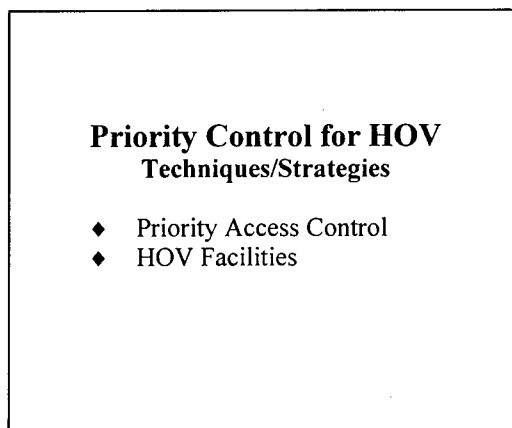 Priority Control for HOV
Techniques/Strategies
♦ Priority Access Control
♦ HOV Facilities